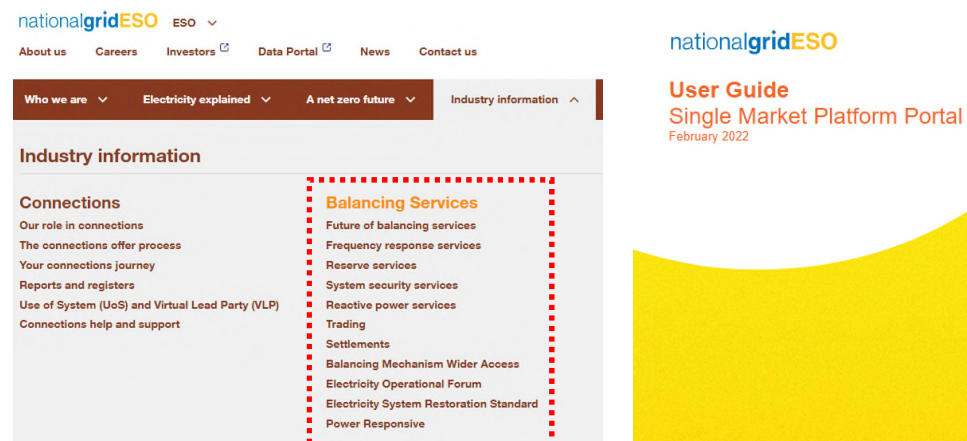 nationalgridESO ESO
About us Careers Investors Data Portal News Contact us
Who we are Electricity explained A net zero future Industry information
Industry information
Connections
Our role in connections
The connections offer process
Your connections journey
Reports and registers
Use of System (UoS) and Virtual Lead Party (VLP)
Connections help and support
Balancing Services
Future of balancing services
Frequency response services
Reserve services
System security services
Reactive power services
Trading
Settlements
Balancing Mechanism Wider Access
Electricity Operational Forum
Electricity System Restoration Standard
Power Responsive
nationalgridESO
User Guide
Single Market Platform Portal
February 2022